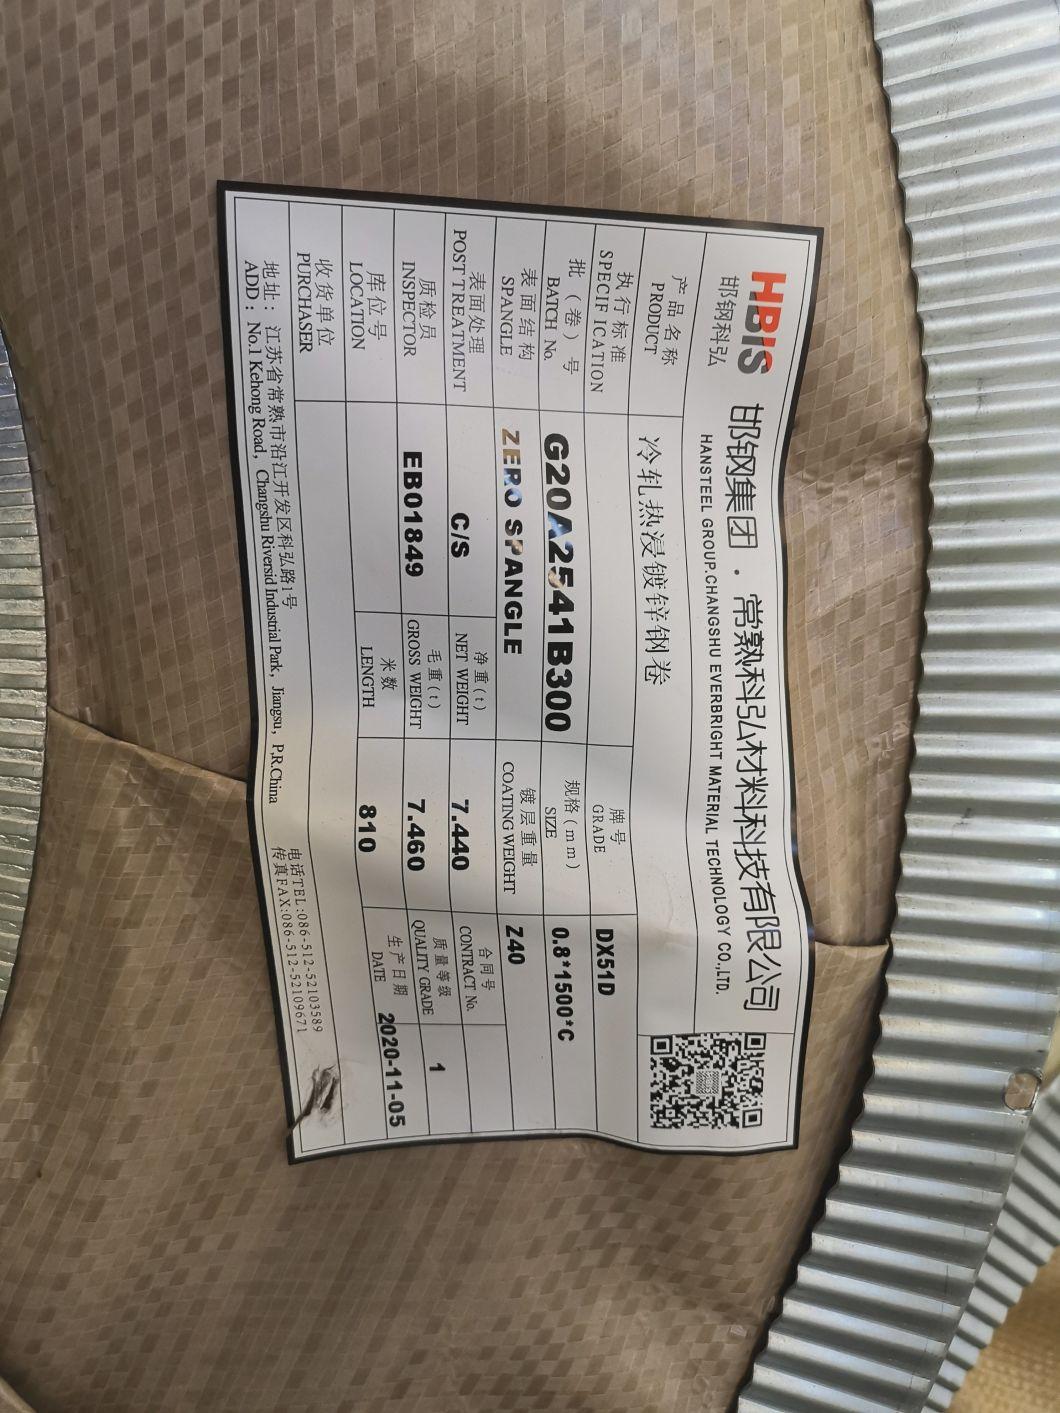 HBIS 邯钢集团.常熟科弘材料科技有限公司
邯钢科弘 HANSTEEL GROUP.CHANGSHU EVERBRIGHT MATERIAL TECHNOLOGY CO.,LTD.
产品名称 冷轧热浸镀锌钢卷
PRODUCT
执行标准 牌号 DX51D
SPECIFICATION GRADE
批(卷)号 G20A2541B300 规格(mm) 0.8*1500*C
BATCH No. SIZE
表面结构 ZERO SPANGLE 镀层重量 Z40
SPANGLE COATING WEIGHT
表面处理 C/S 净重(t) 7.440 合同号
POST TREATMENT NET WEIGHT CONTRACT No.
质检员 EB01849 毛重(t) 7.460 质量等级 1
INSPECTOR GROSS WEIGHT QUALITY GRADE
库位号 米数 810 生产日期 2020-11-05
LOCATION LENGTH DATE
收货单位
PURCHASER
地址: 江苏省常熟市沿江开发区科弘路1号 电话TEL:086-512-52103589
ADD: No.1 Kehong Road, Changshu Riversid Industrial Park, Jiangsu, P,R.China 传真FAX:086-512-52109671